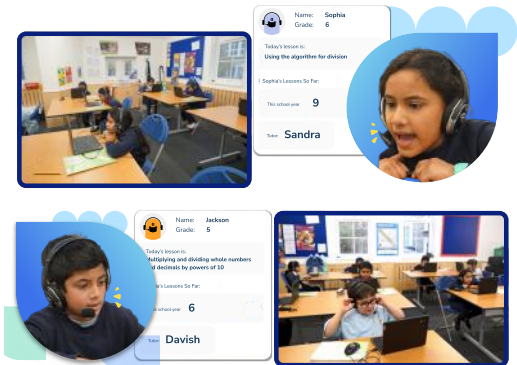 Name: Sophia
Grade: 6
Today's lesson is:
Using the algorithm for division
Sophia's Lessons So Far:
This school year 9
Tutor: Sandra
Name: Jackson
Grade: 5
Today's lesson is:
Multiplying and dividing whole numbers
decimals by powers of 10
Lessons So Far:
school year 6
Tutor: Davish